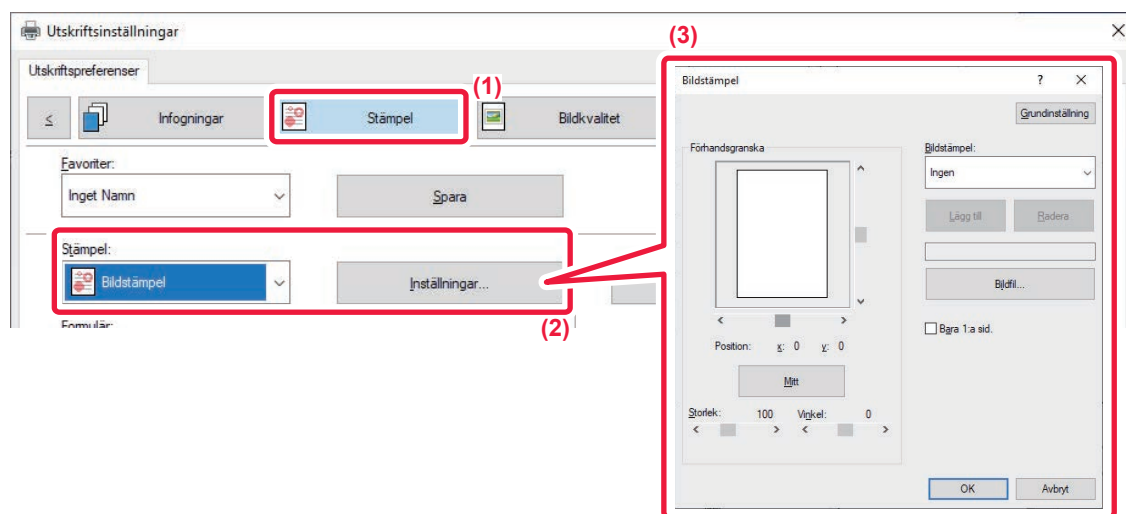 Utskriftsinställningar
Utskriftspreferenser
(1)
<
Infogningar
Stämpel
Bildkvalitet
Favoriter:
Inget Namn
Spara
Stämpel:
Bildstämpel
Inställningar...
(2)
Formulär:
(3)
Bildstämpel
?
Grundinställning
Förhandsgranska
Position: x: 0 y: 0
Mitt
Storlek: 100 Vinkel: 0
Bildstämpel:
Ingen
Lägg till
Radera
Bildfil...
Bara 1:a sid.
OK
Avbryt